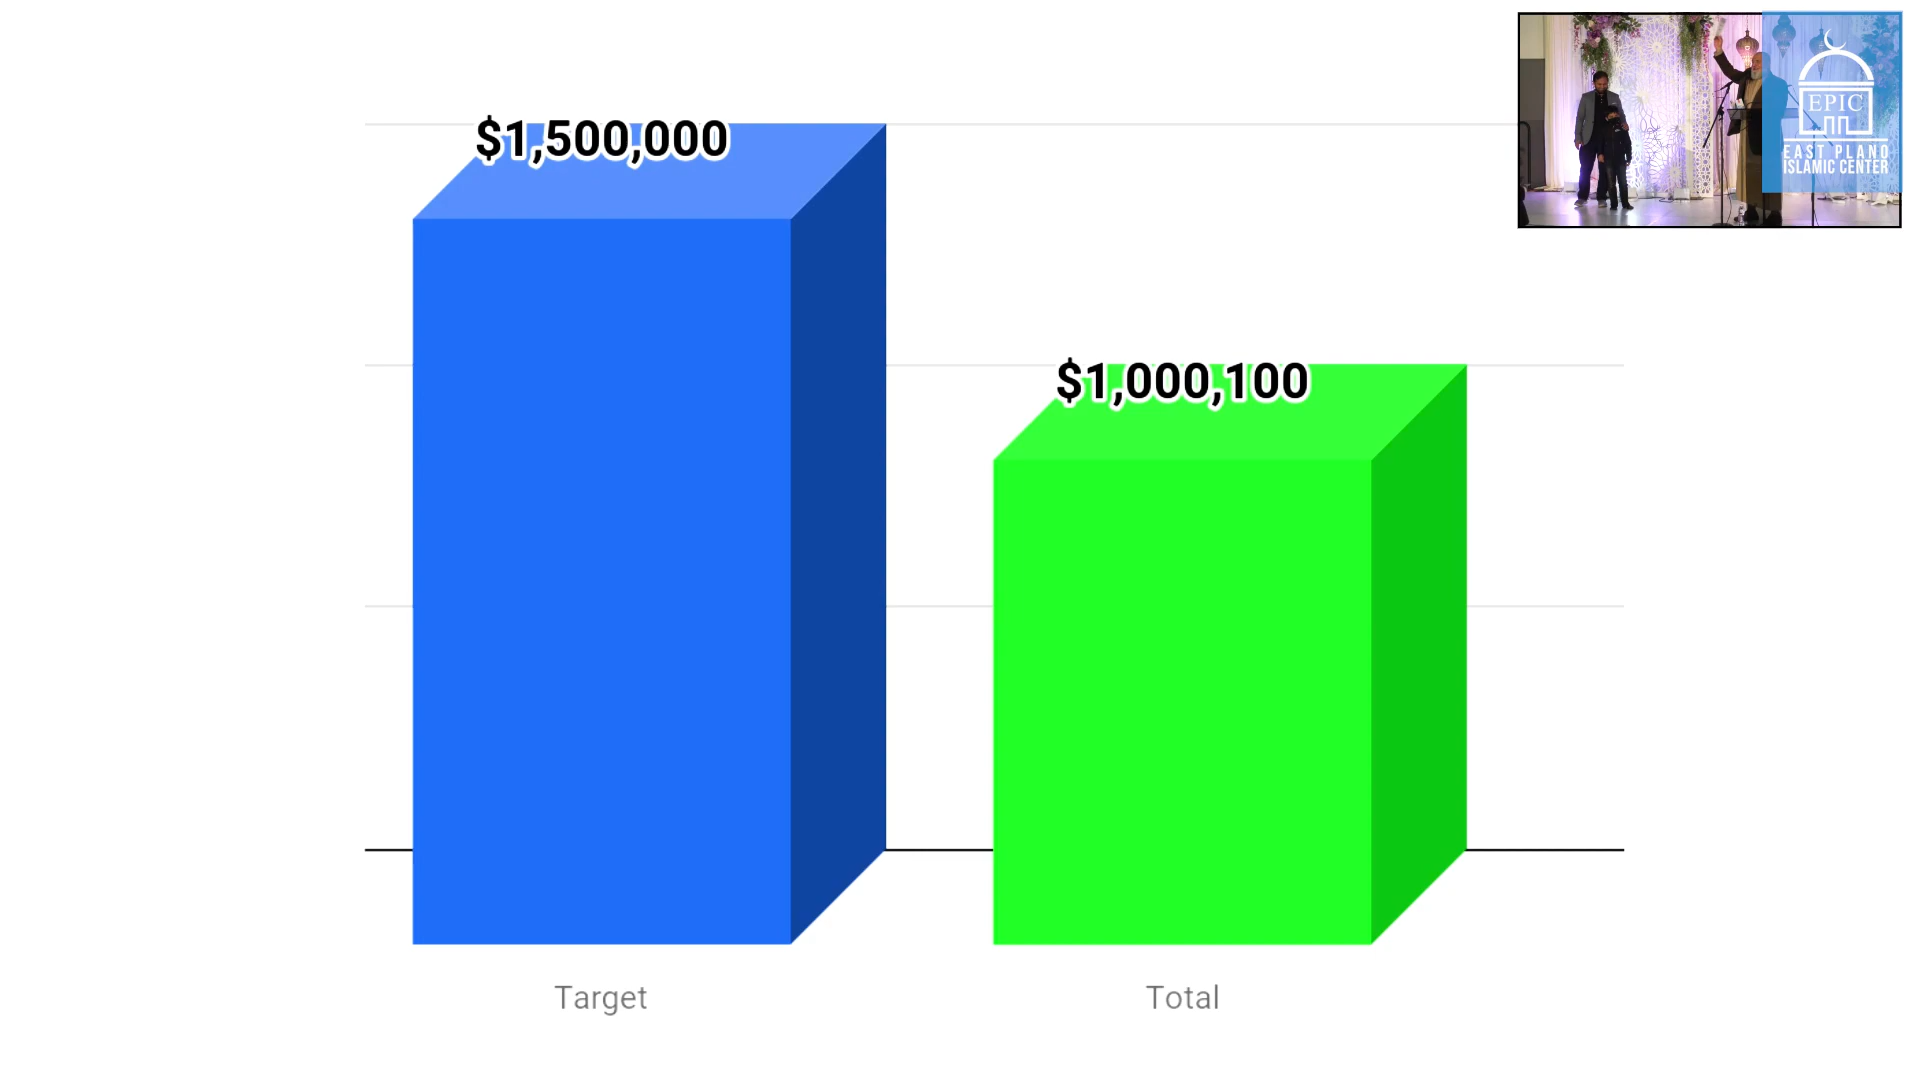 $1,500,000
$1,000,100
Target
Total
EPIC
EAST PLANO
ISLAMIC CENTER